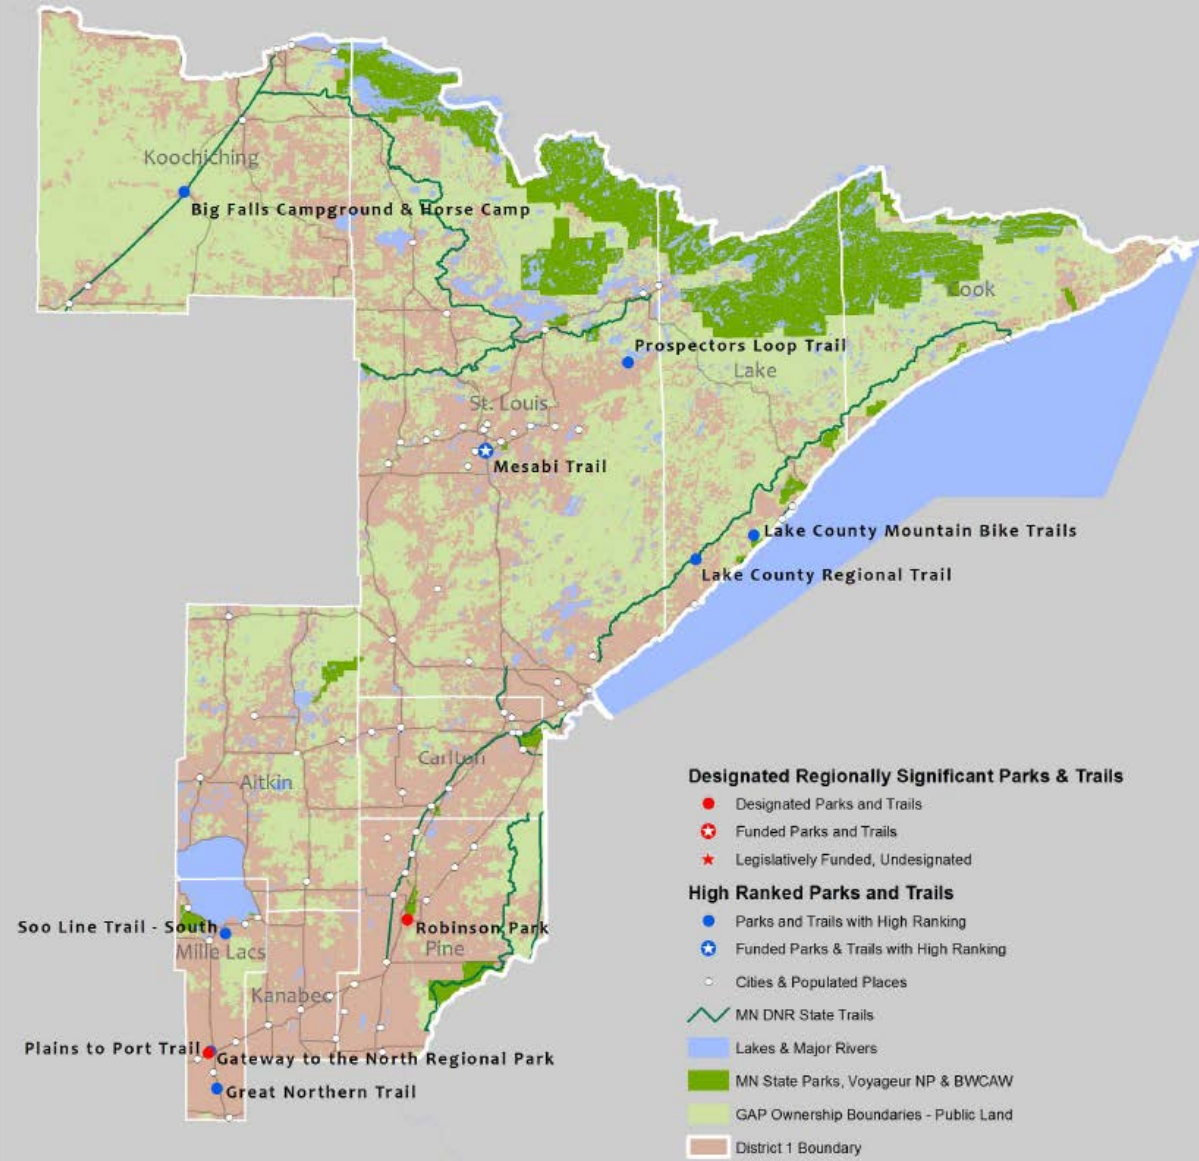 Koochiching
Big Falls Campground & Horse Camp
Cook
Prospectors Loop Trail
Lake
St. Louis
Mesabi Trail
Lake County Mountain Bike Trails
Lake County Regional Trail
Carlton
Aitkin
Designated Regionally Significant Parks & Trails
Designated Parks and Trails
Funded Parks and Trails
Legislatively Funded, Undesignated
High Ranked Parks and Trails
Parks and Trails with High Ranking
Funded Parks & Trails with High Ranking
Cities & Populated Places
MN DNR State Trails
Lakes & Major Rivers
MN State Parks, Voyageur NP & BWCAW
GAP Ownership Boundaries - Public Land
District 1 Boundary
Soo Line Trail - South
Robinson Park
Pine
Mille Lacs
Kanabec
Plains to Port Trail
Gateway to the North Regional Park
Great Northern Trail